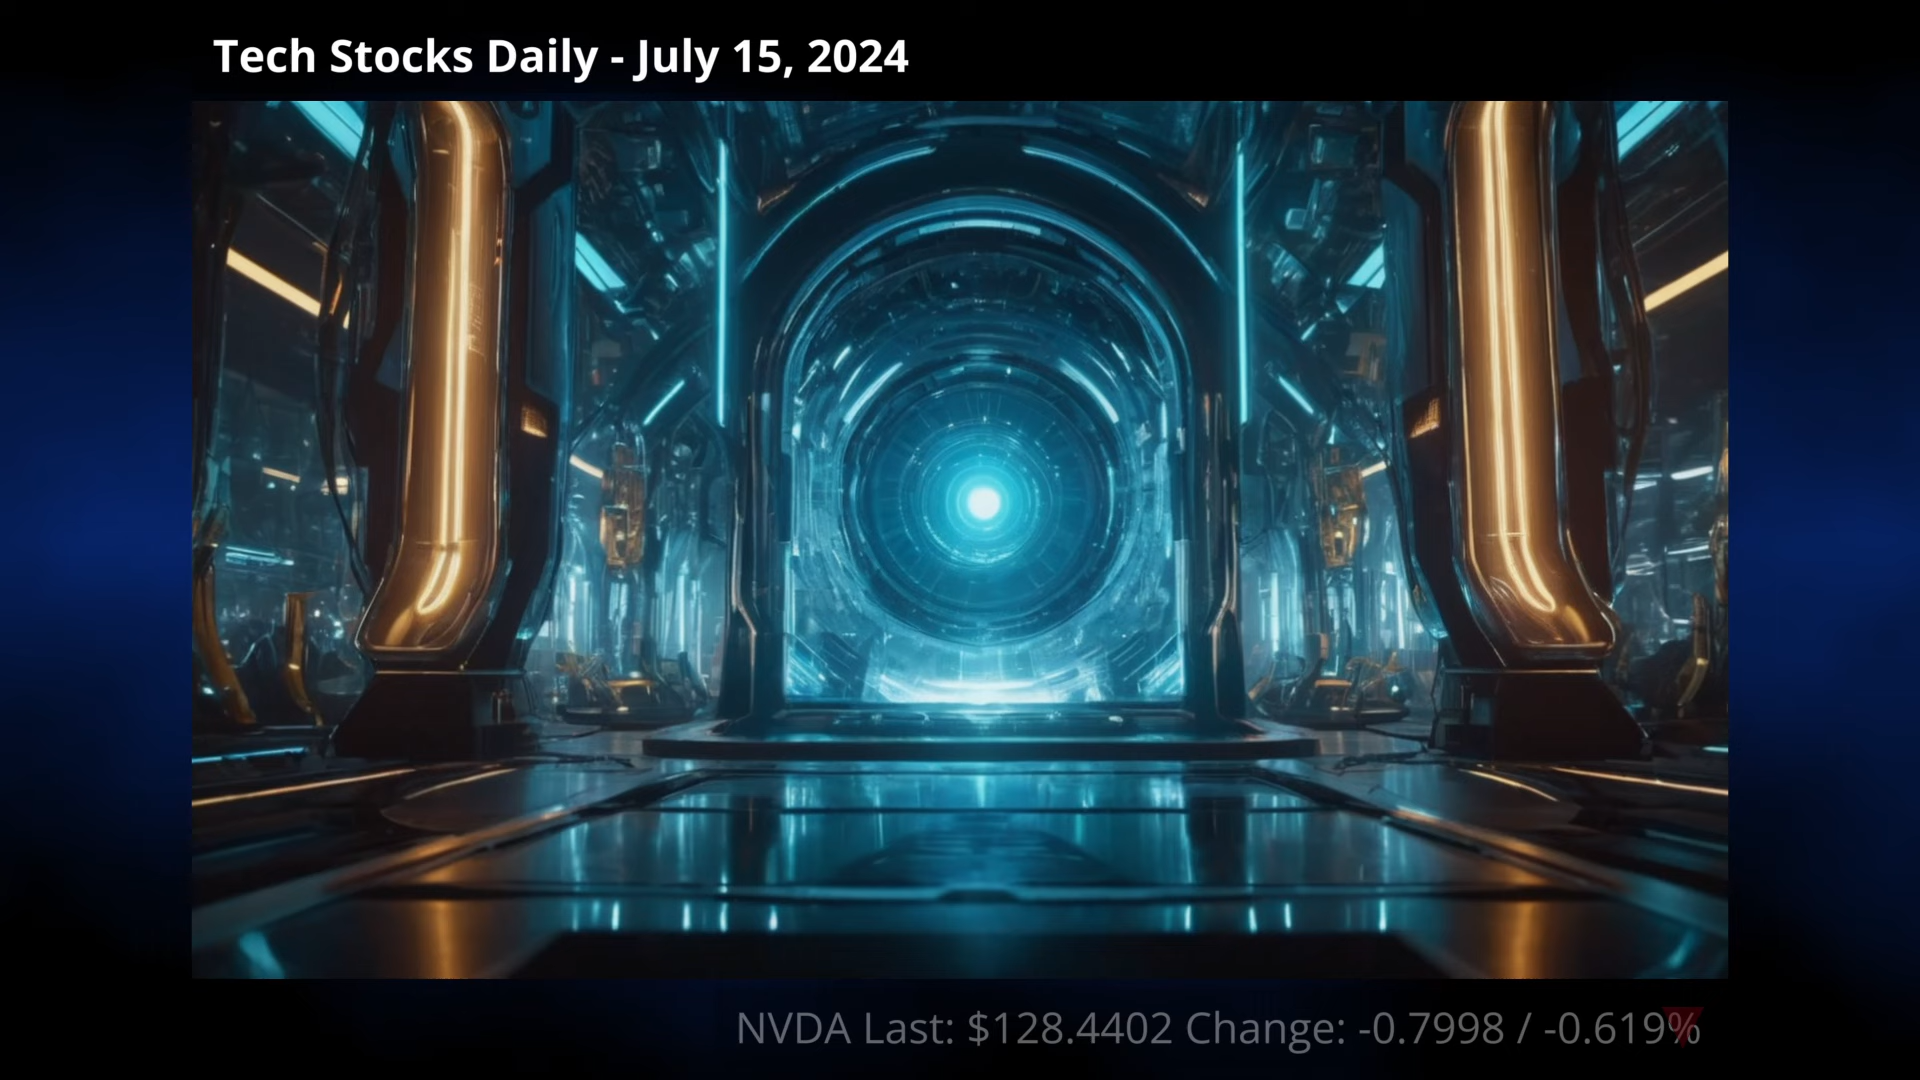 Tech Stocks Daily - July 15, 2024
NVDA Last: $128.4402 Change: -0.7998 / -0.619%